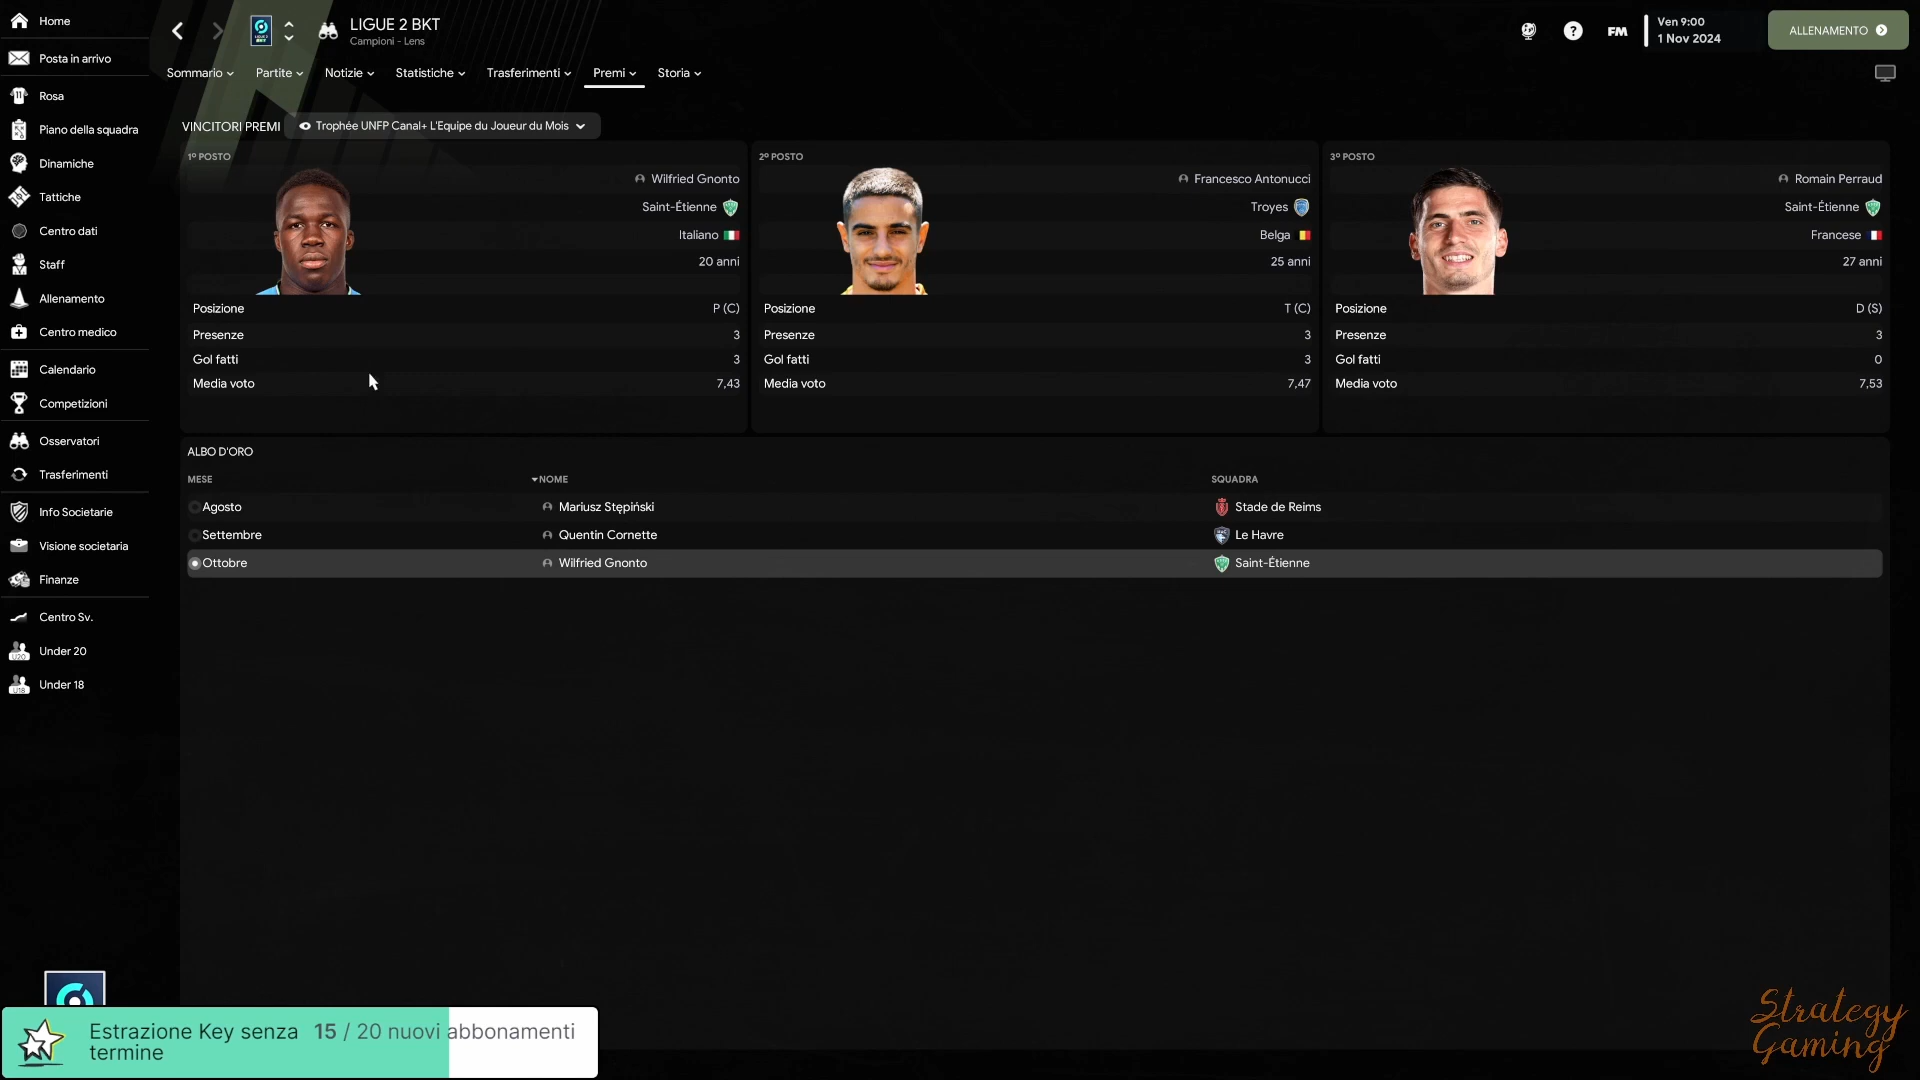 Home
Posta in arrivo
Rosa
Piano della squadra
Dinamiche
Tattiche
Centro dati
Staff
Allenamento
Centro medico
Calendario
Competizioni
Osservatori
Trasferimenti
Info Societarie
Visione societaria
Finanze
Centro Sv.
Under 20
Under 18
LIGUE 2 BKT
Campioni - Lens
FM
Ven 9:00
1 Nov 2024
ALLENAMENTO
Sommario Partite Notizie Statistiche Trasferimenti Premi Storia
VINCITORI PREMI Trophée UNFP Canal+ L'Equipe du Joueur du Mois
1º POSTO
Wilfried Gnonto
Saint-Étienne
Italiano
20 anni
Posizione P (C)
Presenze 3
Gol fatti 3
Media voto 7,43
2º POSTO
Francesco Antonucci
Troyes
Belga
25 anni
Posizione T (C)
Presenze 3
Gol fatti 3
Media voto 7,47
3º POSTO
Romain Perraud
Saint-Étienne
Francese
27 anni
Posizione D (S)
Presenze 3
Gol fatti 0
Media voto 7,53
ALBO D'ORO
MESE NOME SQUADRA
Agosto Mariusz Stępiński Stade de Reims
Settembre Quentin Cornette Le Havre
Ottobre Wilfried Gnonto Saint-Étienne
Estrazione Key senza termine
15 / 20 nuovi abbonamenti
Strategy
Gaming